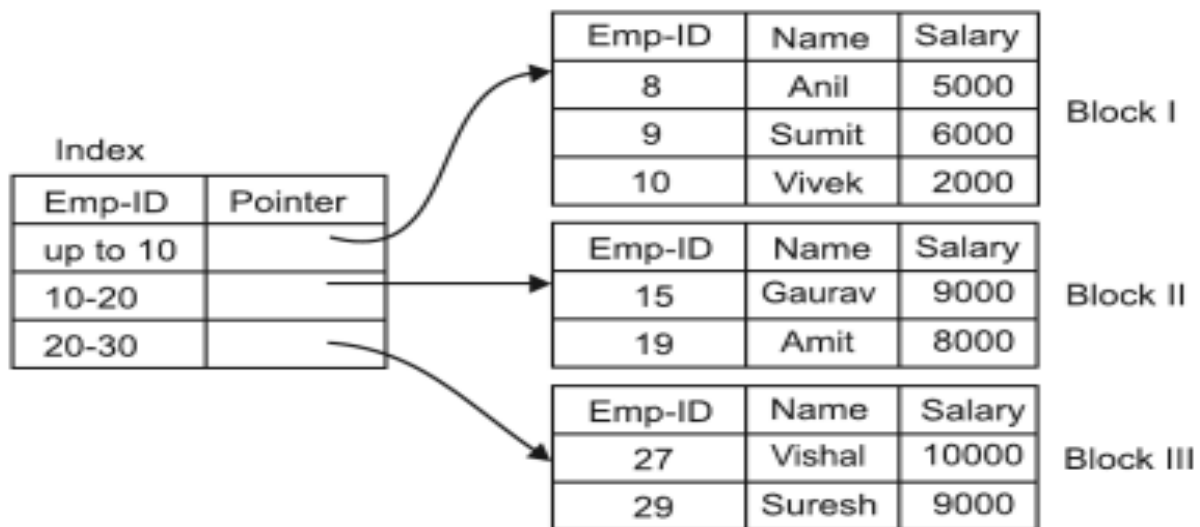 Emp-ID Name Salary
8 Anil 5000
9 Sumit 6000
10 Vivek 2000
Block I
Index
Emp-ID Pointer
up to 10
10-20
20-30
Emp-ID Name Salary
15 Gaurav 9000
19 Amit 8000
Block II
Emp-ID Name Salary
27 Vishal 10000
29 Suresh 9000
Block III